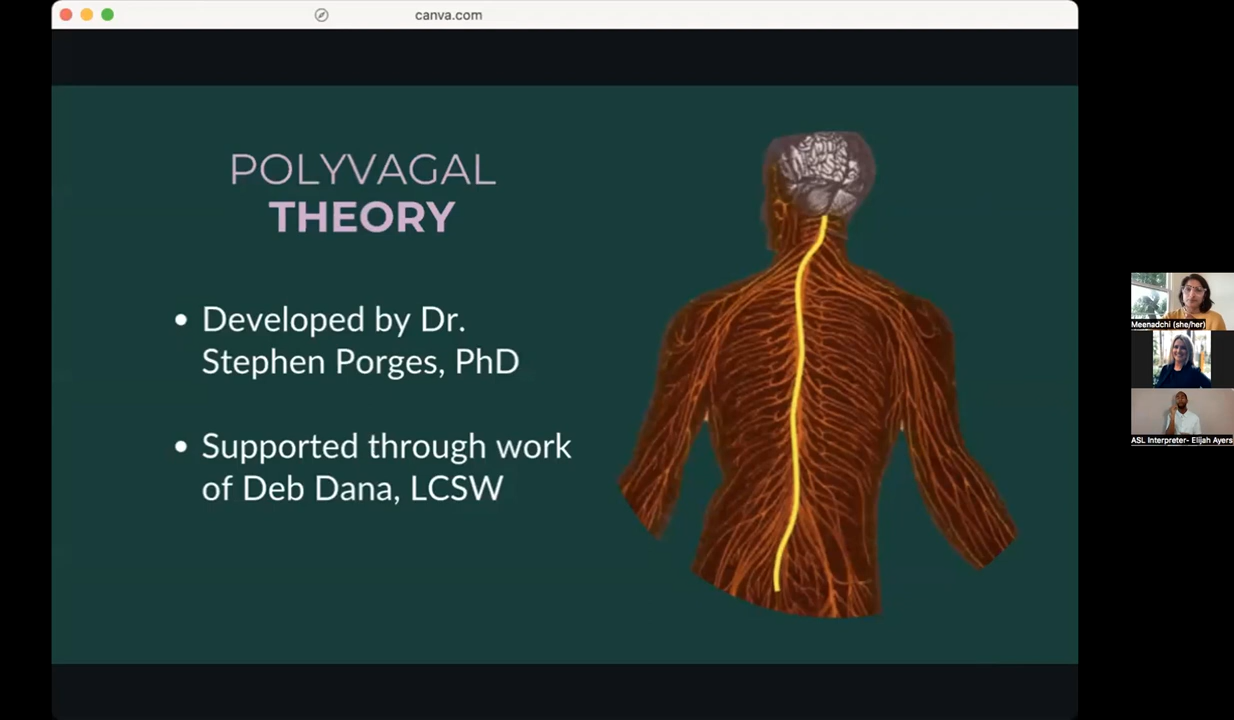 canva.com
POLYVAGAL
THEORY
• Developed by Dr.
Stephen Porges, PhD
• Supported through work
of Deb Dana, LCSW
Meenadchi (she/her)
ASL Interpreter- Elijah Ayers